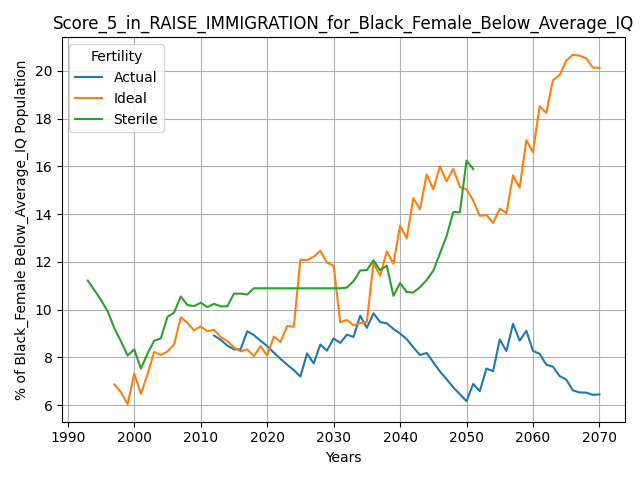 Score_5_in_RAISE_IMMIGRATION_for_Black_Female_Below_Average_IQ
Fertility
Actual
Ideal
Sterile
% of Black_Female Below_Average_IQ Population
20
18
16
14
12
10
8
6
1990 2000 2010 2020 2030 2040 2050 2060 2070
Years